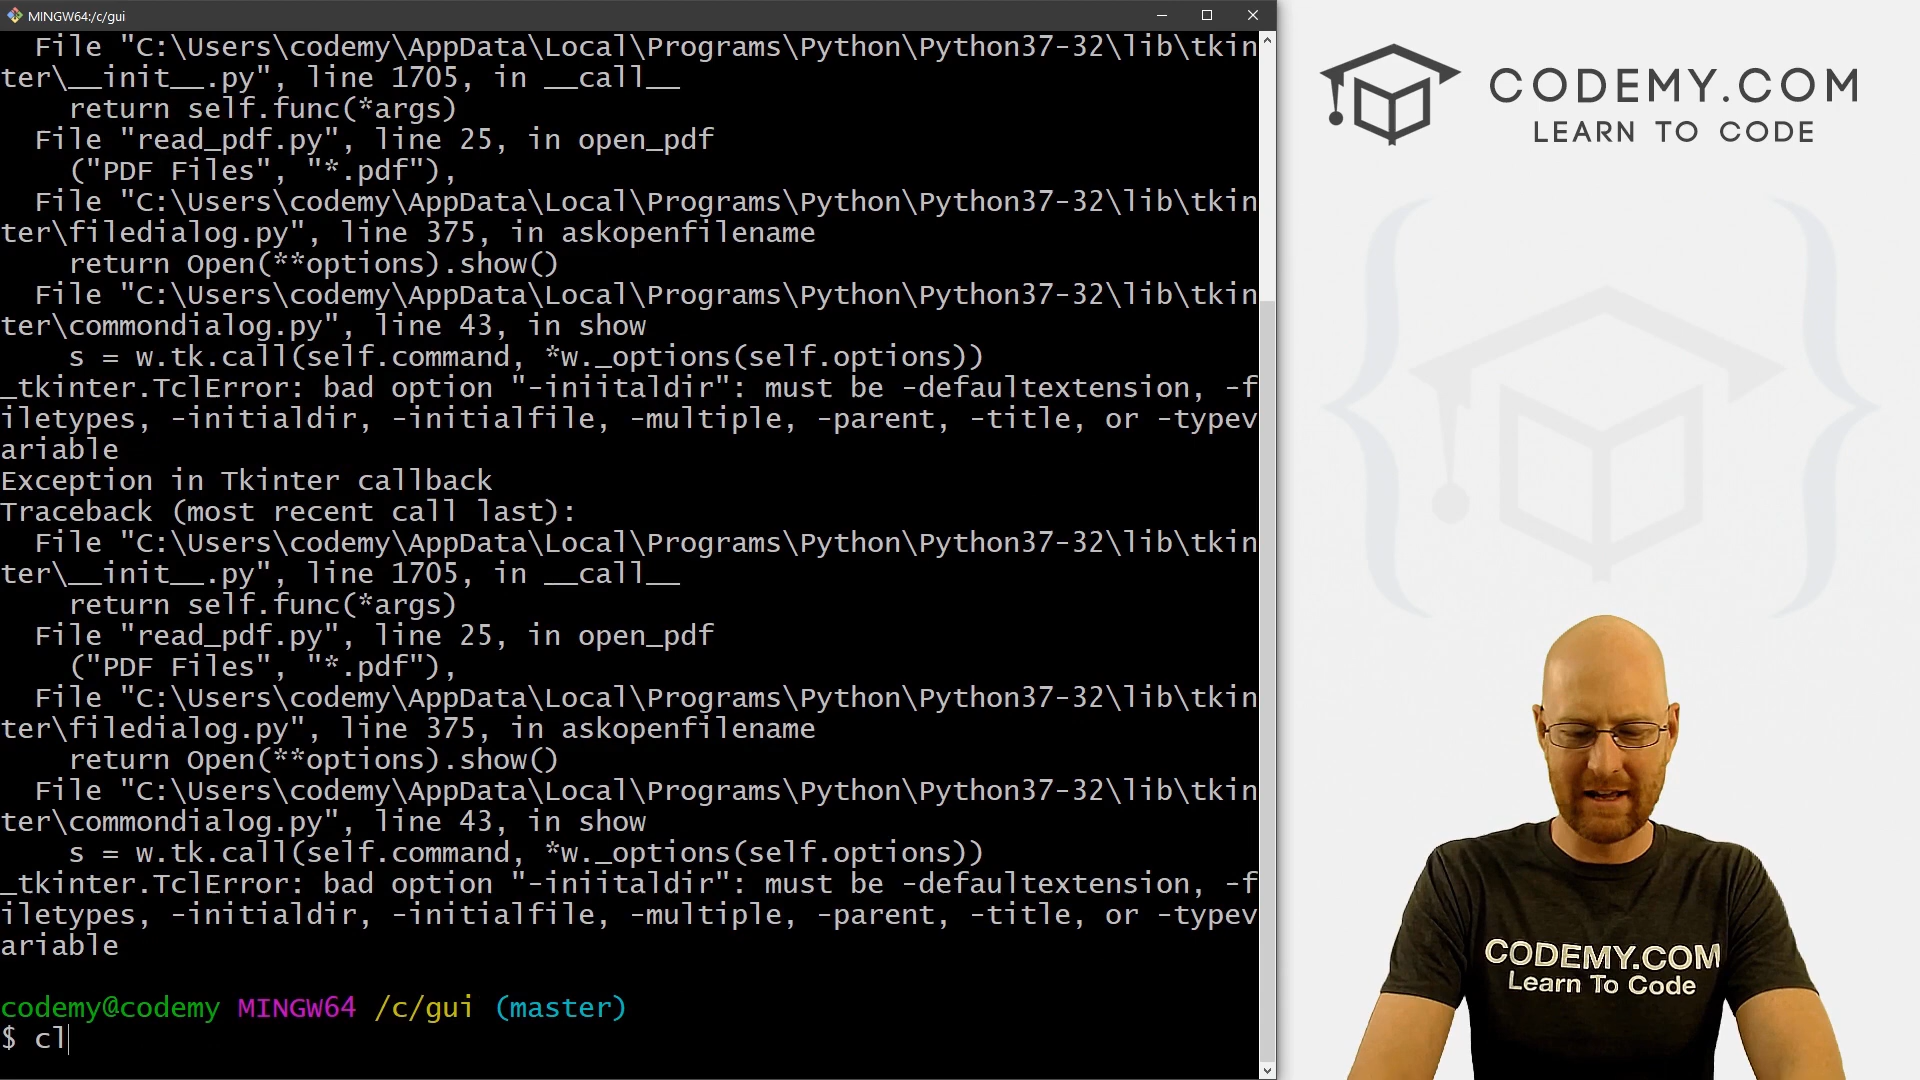 MINGW64:/c/gui
File "C:\Users\codemy\AppData\Local\Programs\Python\Python37-32\lib\tkin
ter\__init__.py", line 1705, in __call__
return self.func(*args)
File "read_pdf.py", line 25, in open_pdf
("PDF Files", "*.pdf"),
File "C:\Users\codemy\AppData\Local\Programs\Python\Python37-32\lib\tkin
ter\filedialog.py", line 375, in askopenfilename
return Open(**options).show()
File "C:\Users\codemy\AppData\Local\Programs\Python\Python37-32\lib\tkin
ter\commondialog.py", line 43, in show
s = w.tk.call(self.command, *w._options(self.options))
_tkinter.TclError: bad option "-iniitaldir": must be -defaultextension, -f
iletypes, -initialdir, -initialfile, -multiple, -parent, -title, or -typev
ariable
Exception in Tkinter callback
Traceback (most recent call last):
File "C:\Users\codemy\AppData\Local\Programs\Python\Python37-32\lib\tkin
ter\__init__.py", line 1705, in __call__
return self.func(*args)
File "read_pdf.py", line 25, in open_pdf
("PDF Files", "*.pdf"),
File "C:\Users\codemy\AppData\Local\Programs\Python\Python37-32\lib\tkin
ter\filedialog.py", line 375, in askopenfilename
return Open(**options).show()
File "C:\Users\codemy\AppData\Local\Programs\Python\Python37-32\lib\tkin
ter\commondialog.py", line 43, in show
s = w.tk.call(self.command, *w._options(self.options))
_tkinter.TclError: bad option "-iniitaldir": must be -defaultextension, -f
iletypes, -initialdir, -initialfile, -multiple, -parent, -title, or -typev
ariable
codemy@codemy MINGW64 /c/gui (master)
$ cl
CODEMY.COM
LEARN TO CODE
CODEMY.COM
Learn To Code